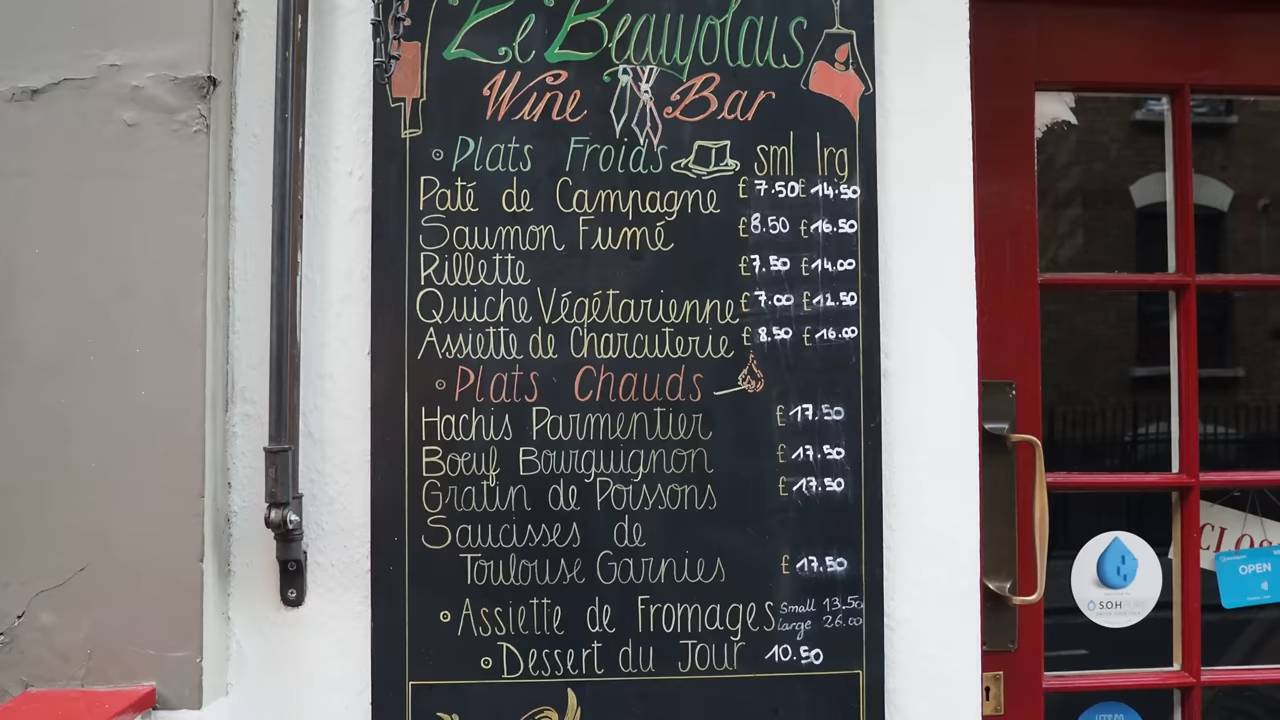 Le Beaujolais
Wine Bar
Plats Froids sml lrg
Paté de Campagne £7.50 £14.50
Saumon Fumé £8.50 £16.50
Rillette £7.50 £14.00
Quiche Végétarienne £7.00 £12.50
Assiette de Charcuterie £8.50 £16.00
Plats Chauds
Hachis Parmentier £17.50
Bœuf Bourguignon £17.50
Gratin de Poissons £17.50
Saucisses de
Toulouse Garnies £17.50
Assiette de Fromages Small 13.50
large 26.00
Dessert du Jour 10.50
CLOS
OPEN
S.O.H